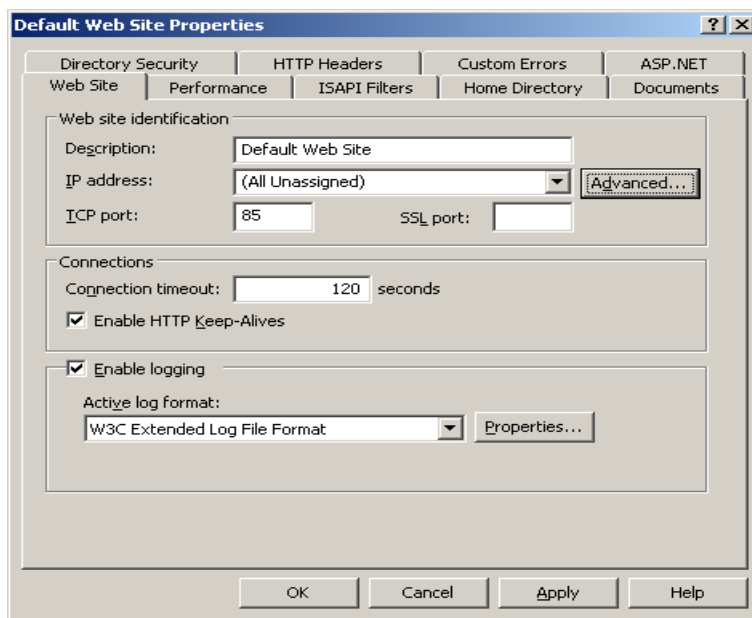 Default Web Site Properties ? X
Directory Security HTTP Headers Custom Errors ASP.NET
Web Site Performance ISAPI Filters Home Directory Documents
Web site identification
Description: Default Web Site
IP address: (All Unassigned) Advanced...
TCP port: 85 SSL port:
Connections
Connection timeout: 120 seconds
Enable HTTP Keep-Alives
Enable logging
Active log format:
W3C Extended Log File Format Properties...
OK Cancel Apply Help